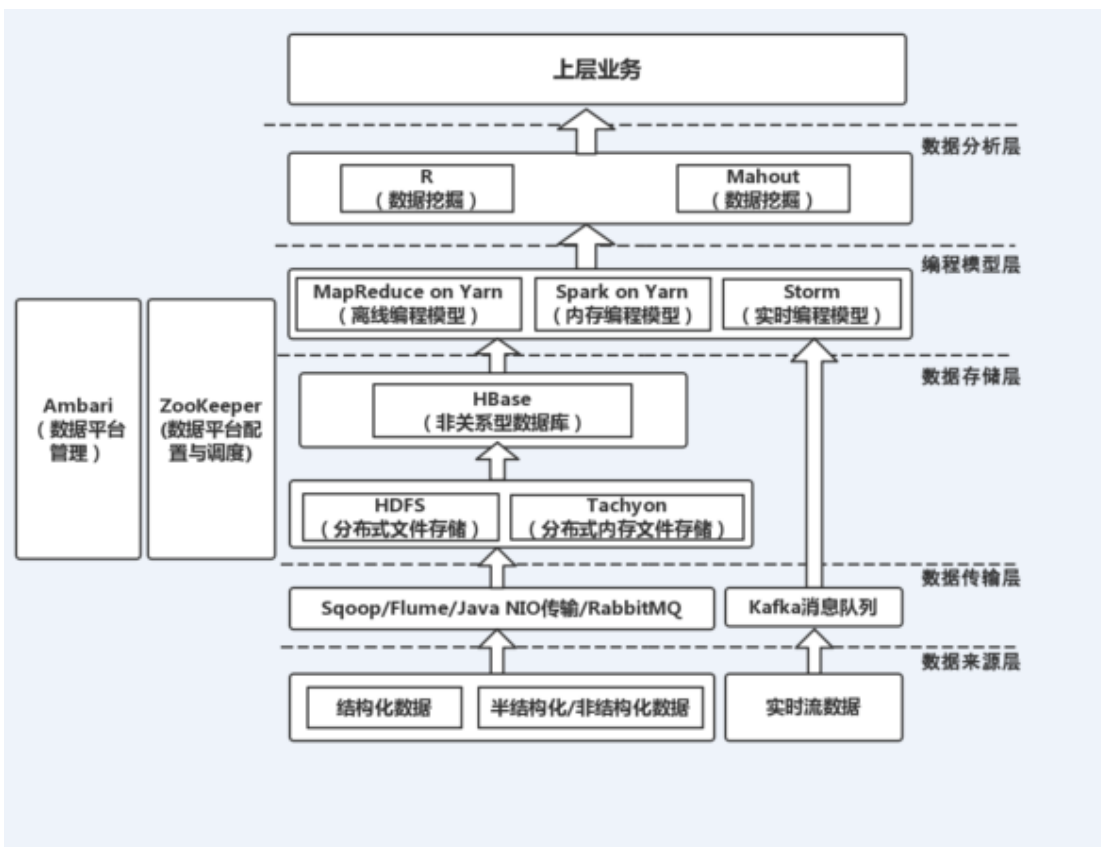 上层业务
数据分析层
R
（数据挖掘）
Mahout
（数据挖掘）
编程模型层
MapReduce on Yarn
（离线编程模型）
Spark on Yarn
（内存编程模型）
Storm
（实时编程模型）
数据存储层
HBase
（非关系型数据库）
Ambari
（数据平台
管理）
ZooKeeper
(数据平台配
置与调度)
HDFS
（分布式文件存储）
Tachyon
（分布式内存文件存储）
数据传输层
Sqoop/Flume/Java NIO传输/RabbitMQ
Kafka消息队列
数据来源层
结构化数据
半结构化/非结构化数据
实时流数据